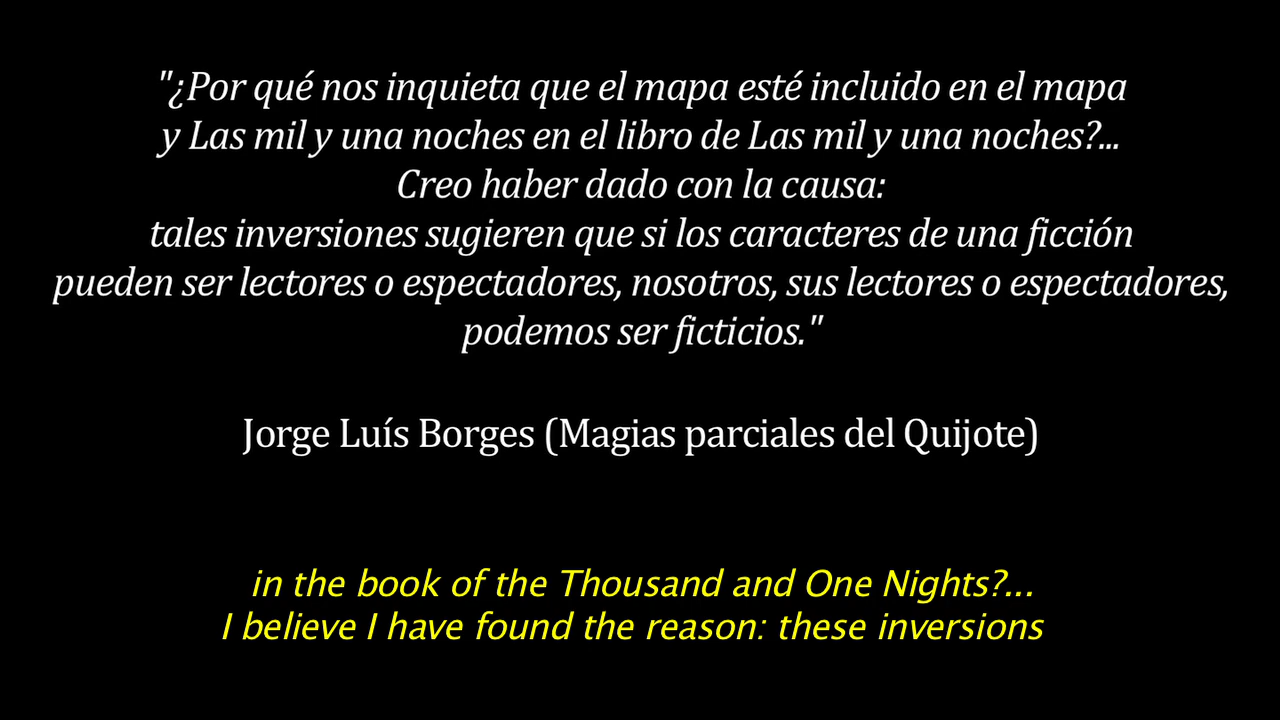 "¿Por qué nos inquieta que el mapa esté incluido en el mapa
y Las mil y una noches en el libro de Las mil y una noches?...
Creo haber dado con la causa:
tales inversiones sugieren que si los caracteres de una ficción
pueden ser lectores o espectadores, nosotros, sus lectores o espectadores,
podemos ser ficticios."
Jorge Luís Borges (Magias parciales del Quijote)
in the book of the Thousand and One Nights?...
I believe I have found the reason: these inversions